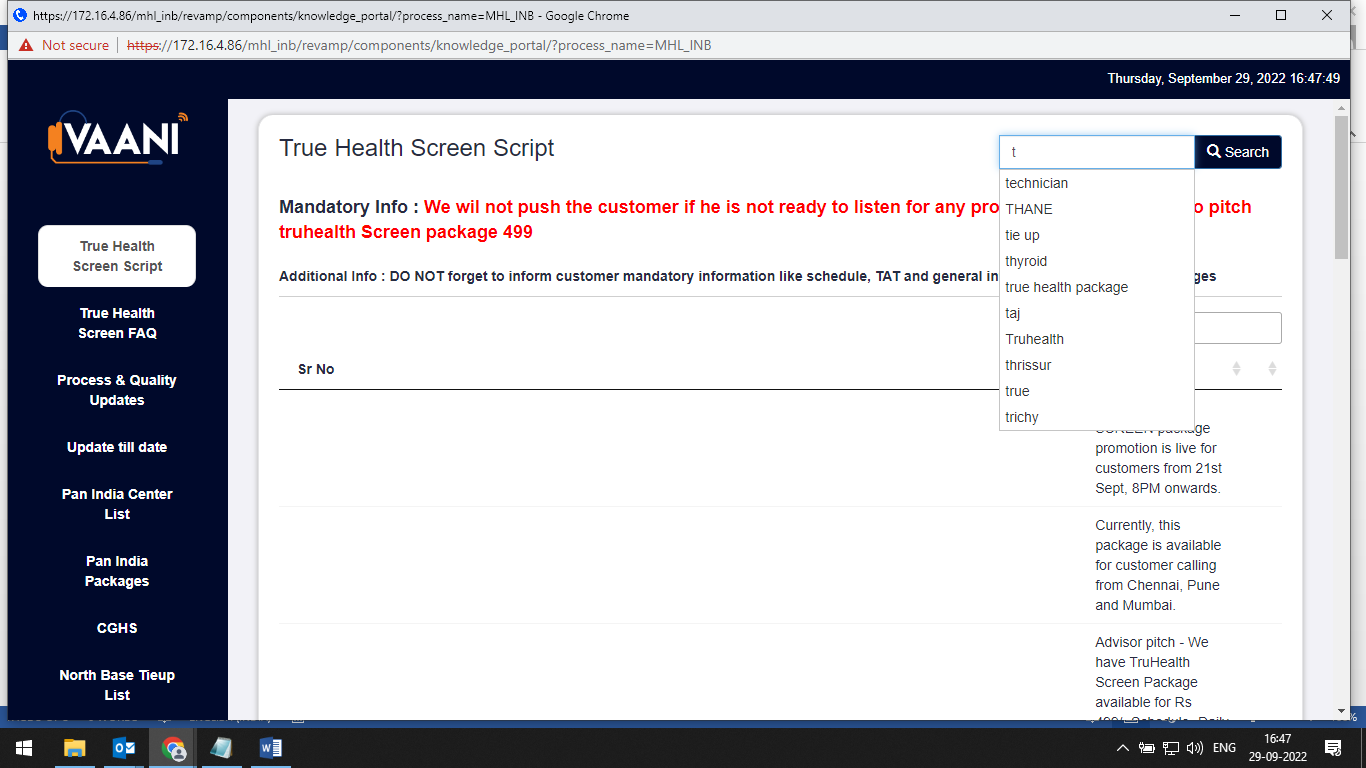 https://172.16.4.86/mhl_inb/revamp/components/knowledge_portal/?process_name=MHL_INB - Google Chrome
Not secure https://172.16.4.86/mhl_inb/revamp/components/knowledge_portal/?process_name=MHL_INB
Thursday, September 29, 2022 16:47:49
VAANI
True Health
Screen Script
True Health
Screen FAQ
Process & Quality
Updates
Update till date
Pan India Center
List
Pan India
Packages
CGHS
North Base Tieup
List
True Health Screen Script
t
Search
technician
THANE
tie up
thyroid
true health package
taj
Truhealth
thrissur
true
trichy
Mandatory Info : We wil not push the customer if he is not ready to listen for any pro o pitch
truhealth Screen package 499
Additional Info : DO NOT forget to inform customer mandatory information like schedule, TAT and general in ges
Sr No
SCREEN package
promotion is live for
customers from 21st
Sept, 8PM onwards.
Currently, this
package is available
for customer calling
from Chennai, Pune
and Mumbai.
Advisor pitch - We
have TruHealth
Screen Package
available for Rs
ENG
16:47
29-09-2022